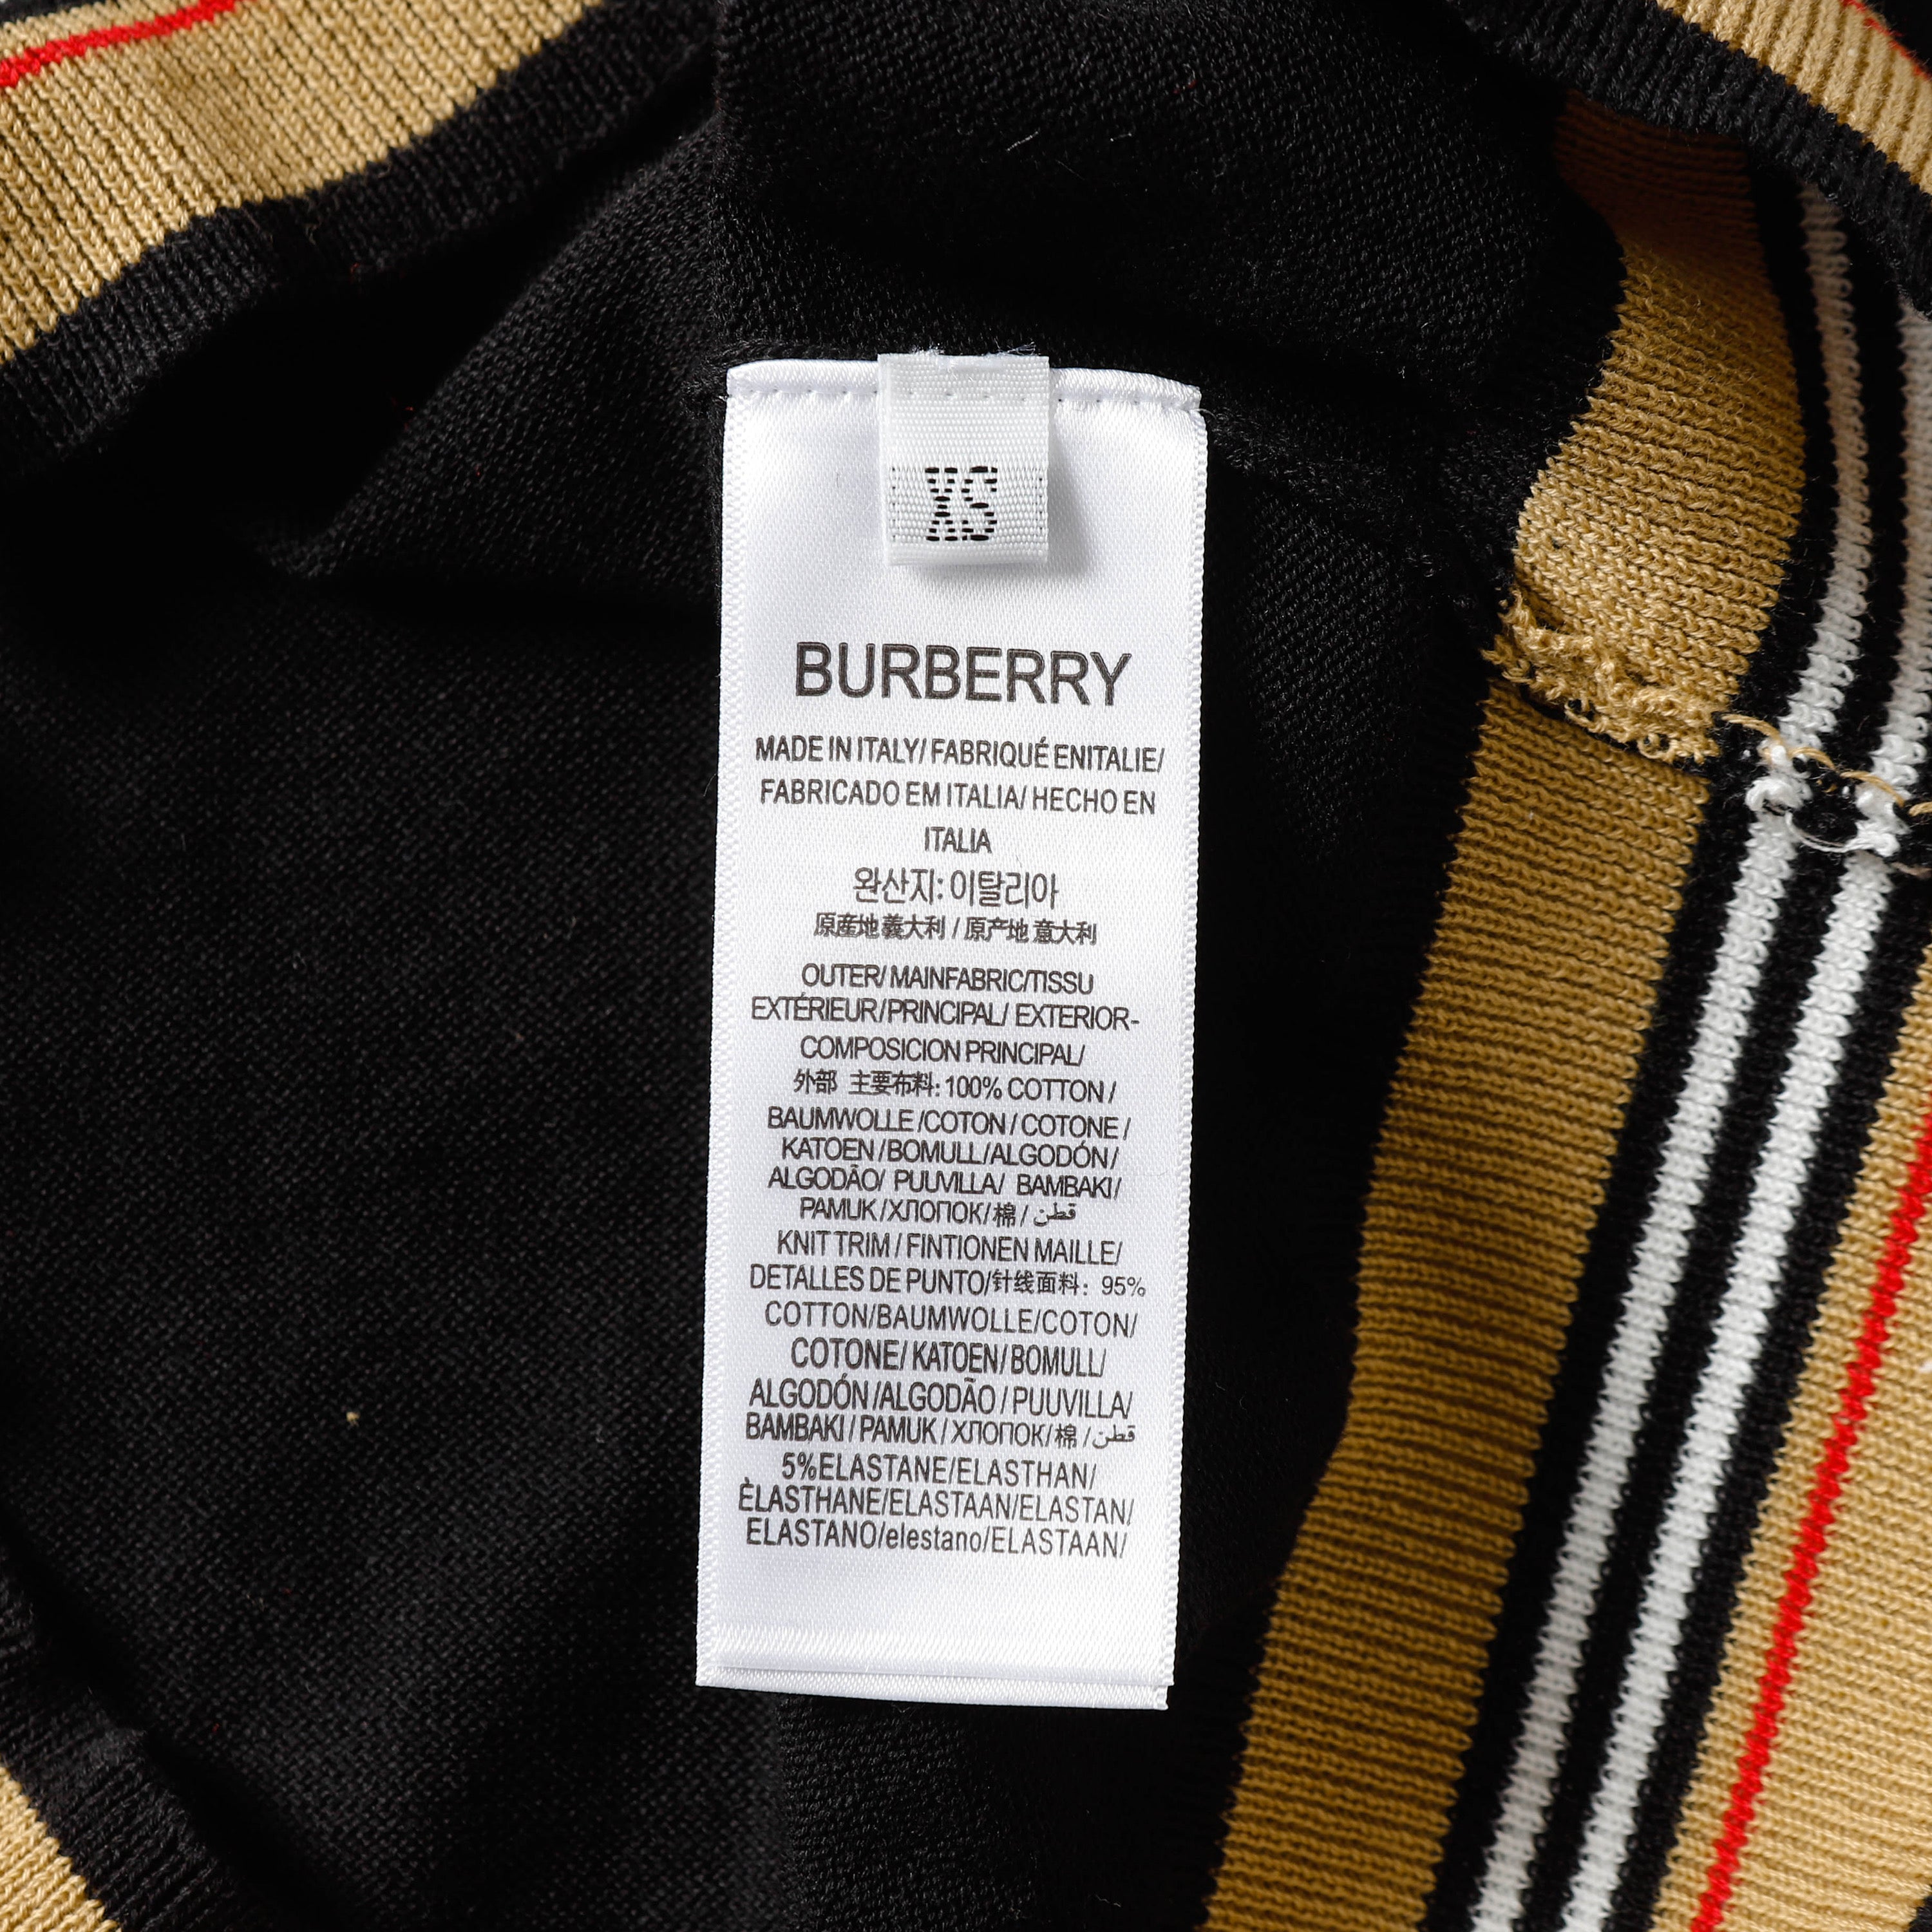 XS
BURBERRY
MADE IN ITALY/ FABRIQUÉ ENITALIE/
FABRICADO EM ITALIA/ HECHO EN
ITALIA
완산지: 이탈리아
原産地 義大利 / 原产地 意大利
OUTER/ MAINFABRIC/TISSU
EXTÉRIEUR/PRINCIPAL/ EXTERIOR-
COMPOSICION PRINCIPAL/
外部 主要布料: 100% COTTON /
BAUMWOLLE /COTON / COTONE /
KATOEN /BOMULL/ALGODÓN /
ALGODÃO/ PUUVILLA/ BAMBAKI /
PAMUK /ХЛОПОК/棉 / قطن
KNIT TRIM / FINTIONEN MAILLE/
DETALLES DE PUNTO/针线面料: 95%
COTTON/BAUMWOLLE/COTON/
COTONE/ KATOEN/ BOMULL/
ALGODÓN /ALGODÃO / PUUVILLA/
BAMBAKI / PAMUK / ХЛОПОК/ 棉 / قطن
5%ELASTANE/ELASTHAN/
ÈLASTHANE/ELASTAAN/ELASTAN/
ELASTANO/elestano/ELASTAAN/